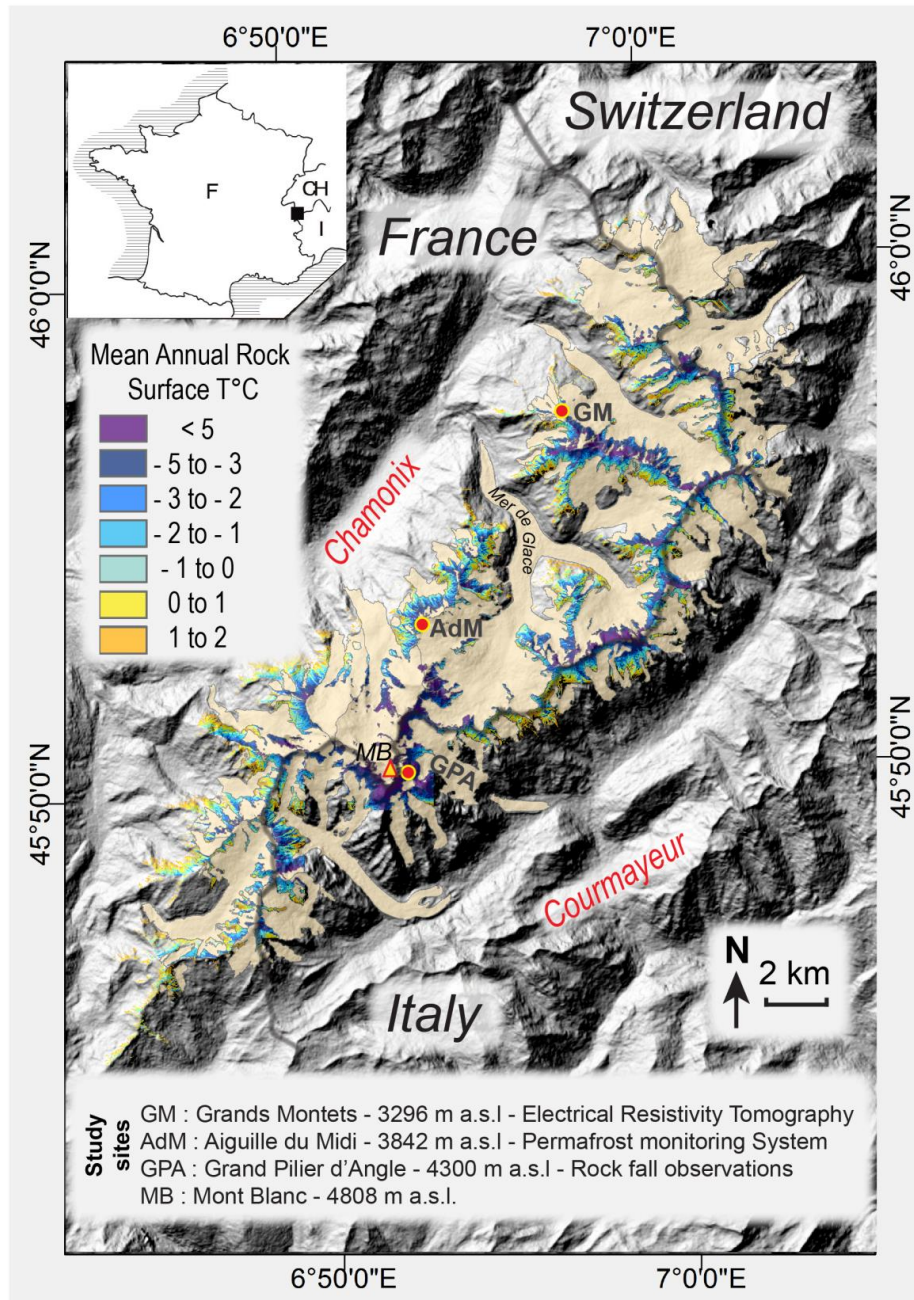 6°50'0"E
7°0'0"E
Switzerland
F
CH
I
France
46°0'0"N
46°0'0"N
Mean Annual Rock
Surface T°C
< 5
- 5 to - 3
- 3 to - 2
- 2 to - 1
- 1 to 0
0 to 1
1 to 2
GM
Chamonix
Mer de Glace
AdM
MB
GPA
45°50'0"N
45°50'0"N
Courmayeur
N
2 km
Italy
Study
sites
GM : Grands Montets - 3296 m a.s.l - Electrical Resistivity Tomography
AdM : Aiguille du Midi - 3842 m a.s.l - Permafrost monitoring System
GPA : Grand Pilier d'Angle - 4300 m a.s.l - Rock fall observations
MB : Mont Blanc - 4808 m a.s.l.
6°50'0"E
7°0'0"E